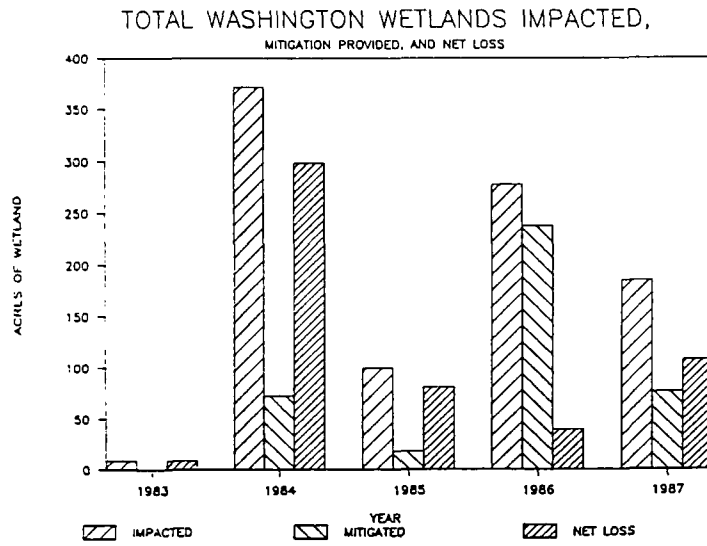 TOTAL WASHINGTON WETLANDS IMPACTED,
MITIGATION PROVIDED, AND NET LOSS
400
350
300
250
200
150
100
50
0
ACRES OF WETLAND
1983 1984 1985 1986 1987
YEAR
IMPACTED MITIGATED NET LOSS